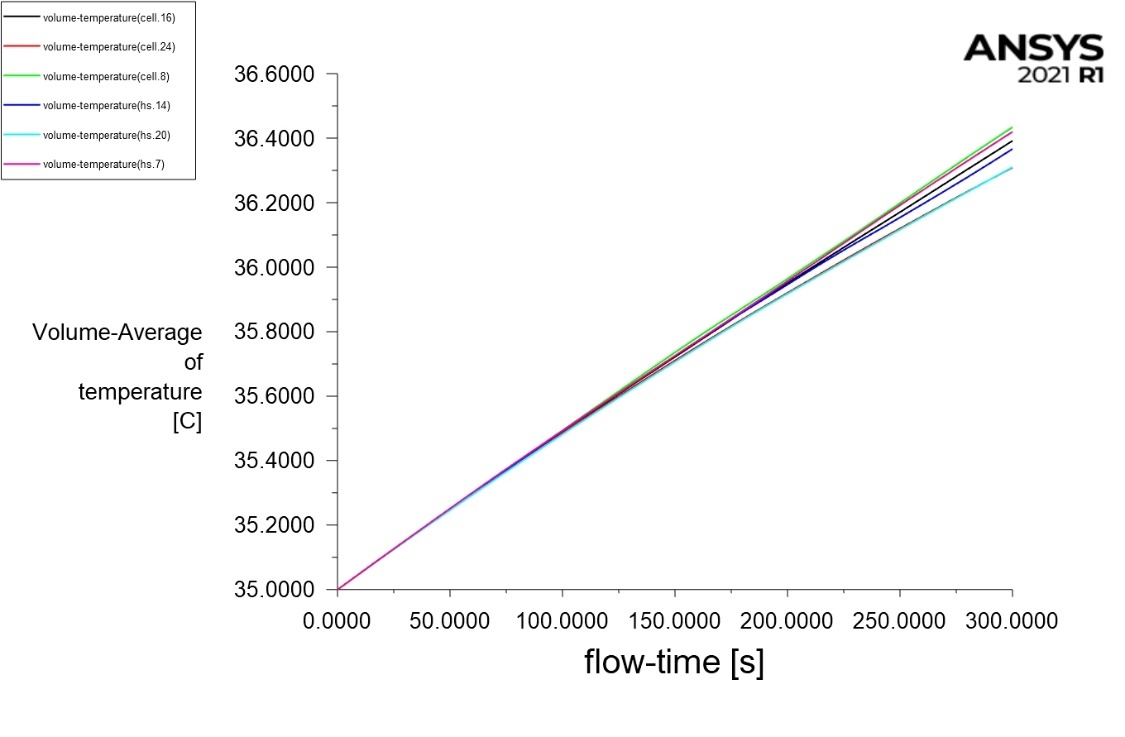 volume-temperature(cell.16)
volume-temperature(cell.24)
volume-temperature(cell.8)
volume-temperature(hs.14)
volume-temperature(hs.20)
volume-temperature(hs.7)
ANSYS
2021 R1
36.6000
36.4000
36.2000
36.0000
35.8000
35.6000
35.4000
35.2000
35.0000
Volume-Average
of
temperature
[C]
0.0000 50.0000 100.0000 150.0000 200.0000 250.0000 300.0000
flow-time [s]